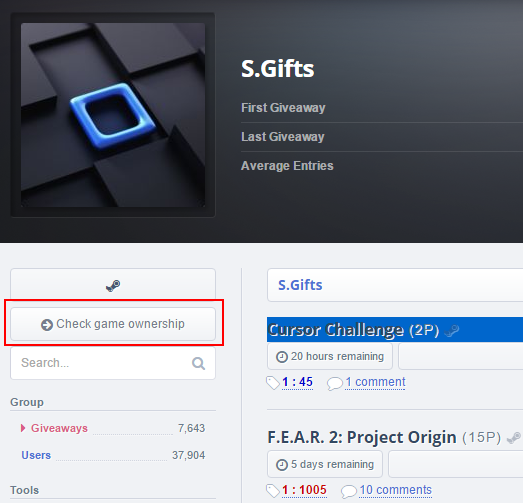 S.Gifts
First Giveaway
Last Giveaway
Average Entries
Check game ownership
Search...
Group
Giveaways 7,643
Users 37,904
Tools
S.Gifts
Cursor Challenge (2P)
20 hours remaining
1 : 45 1 comment
F.E.A.R. 2: Project Origin (15P)
5 days remaining
1 : 1005 10 comments